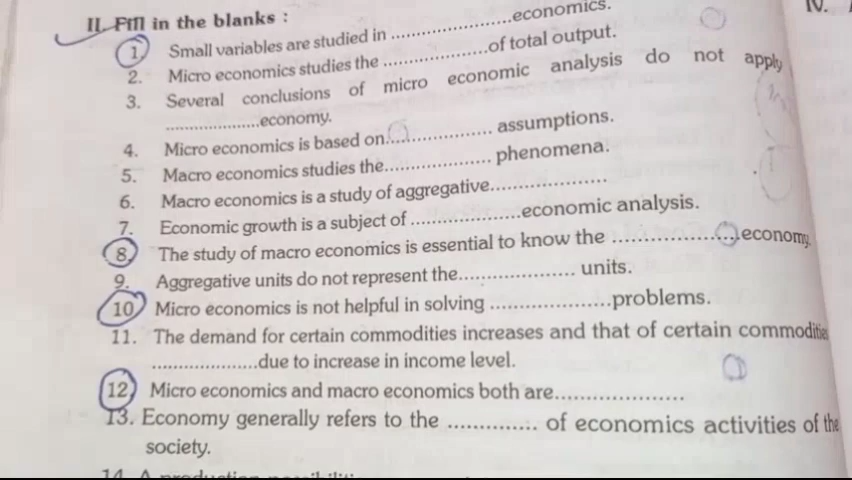 II. Fill in the blanks :
IV.
1. Small variables are studied in ........................economics.
2. Micro economics studies the .....................of total output.
3. Several conclusions of micro economic analysis do not apply
.....................economy.
4. Micro economics is based on..................... assumptions.
5. Macro economics studies the..................... phenomena.
6. Macro economics is a study of aggregative.......................
7. Economic growth is a subject of ......................economic analysis.
8. The study of macro economics is essential to know the ........................economy.
9. Aggregative units do not represent the....................... units.
10. Micro economics is not helpful in solving .......................problems.
11. The demand for certain commodities increases and that of certain commodities
.....................due to increase in income level.
12. Micro economics and macro economics both are.........................
13. Economy generally refers to the .............. of economics activities of the
society.
14. A production